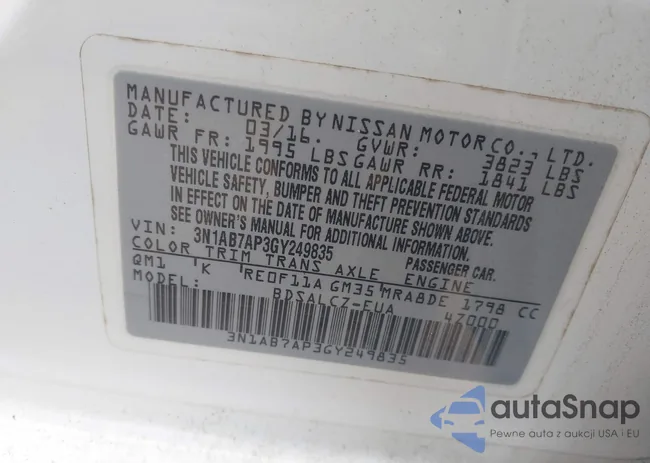 MANUFACTURED BY NISSAN MOTOR CO., LTD.
DATE: 03/16. GVWR: 3823 LBS
GAWR FR: 1995 LBS GAWR RR: 1841 LBS
THIS VEHICLE CONFORMS TO ALL APPLICABLE FEDERAL MOTOR
VEHICLE SAFETY, BUMPER AND THEFT PREVENTION STANDARDS
IN EFFECT ON THE DATE OF MANUFACTURE SHOWN ABOVE.
SEE OWNER'S MANUAL FOR ADDITIONAL INFORMATION.
VIN: 3N1AB7AP3GY249835 PASSENGER CAR.
COLOR TRIM TRANS AXLE ENGINE
QM1 K RE0F11A GM35 MRA8DE 1798 CC
MODEL: BDSALCZ-EUA 4Z000
3N1AB7AP3GY249835
autaSnap
Pewne auta z aukcji USA i EU